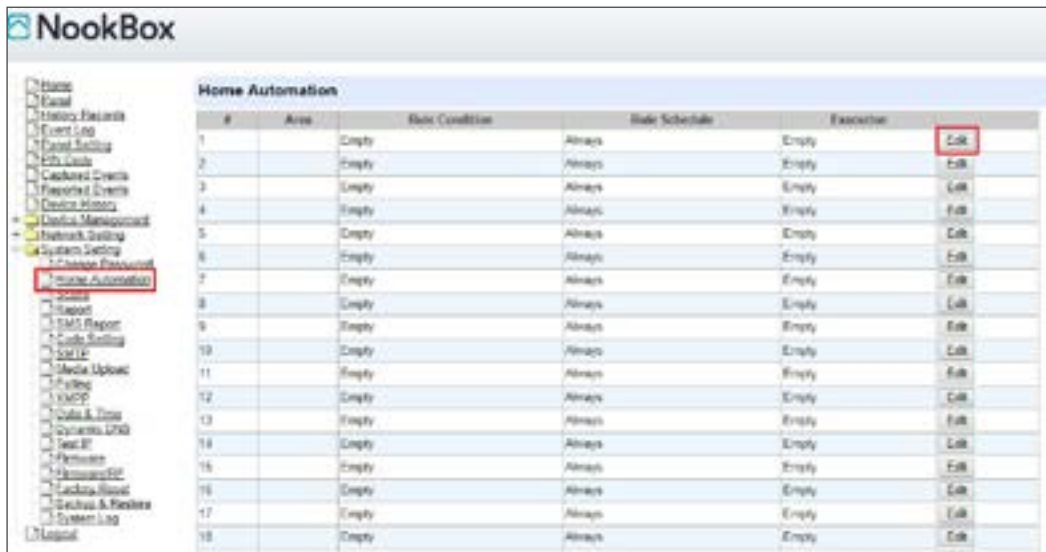 NookBox
Home
Panel
History Records
Event Log
Panel Setting
PIN Code
Captured Events
Reported Events
Device History
Device Management
Network Setting
System Setting
Change Password
Home Automation
Scene
Report
SMS Report
Code Setting
SMTP
Media Upload
Polling
XMPP
Date & Time
Dynamic DNS
Test IP
Firmware
Firmware/RF
Factory Reset
Backup & Restore
System Log
Logout
Home Automation
# Area Rule Condition Rule Schedule Execution
1 Empty Always Empty Edit
2 Empty Always Empty Edit
3 Empty Always Empty Edit
4 Empty Always Empty Edit
5 Empty Always Empty Edit
6 Empty Always Empty Edit
7 Empty Always Empty Edit
8 Empty Always Empty Edit
9 Empty Always Empty Edit
10 Empty Always Empty Edit
11 Empty Always Empty Edit
12 Empty Always Empty Edit
13 Empty Always Empty Edit
14 Empty Always Empty Edit
15 Empty Always Empty Edit
16 Empty Always Empty Edit
17 Empty Always Empty Edit
18 Empty Always Empty Edit